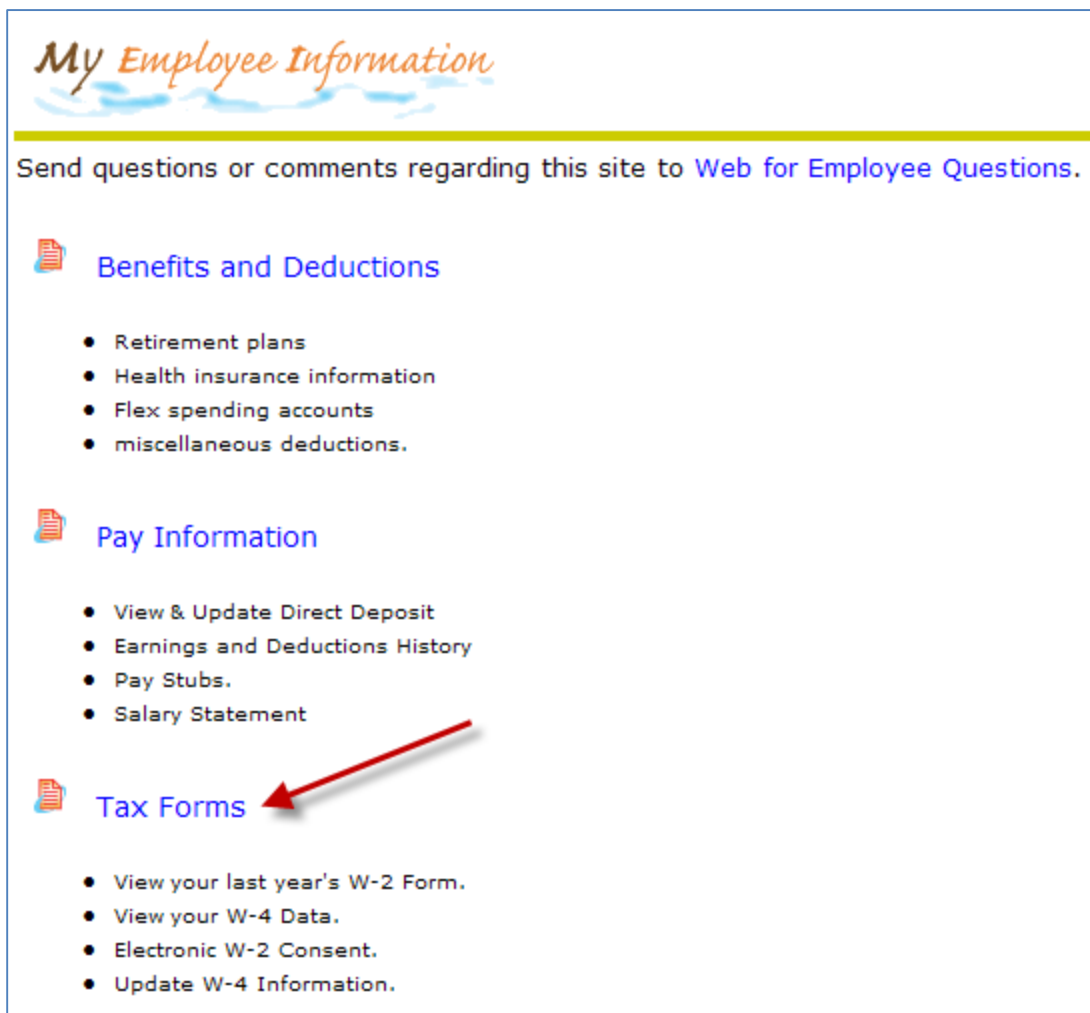 My Employee Information
Send questions or comments regarding this site to Web for Employee Questions.
Benefits and Deductions
• Retirement plans
• Health insurance information
• Flex spending accounts
• miscellaneous deductions.
Pay Information
• View & Update Direct Deposit
• Earnings and Deductions History
• Pay Stubs.
• Salary Statement
Tax Forms
• View your last year's W-2 Form.
• View your W-4 Data.
• Electronic W-2 Consent.
• Update W-4 Information.